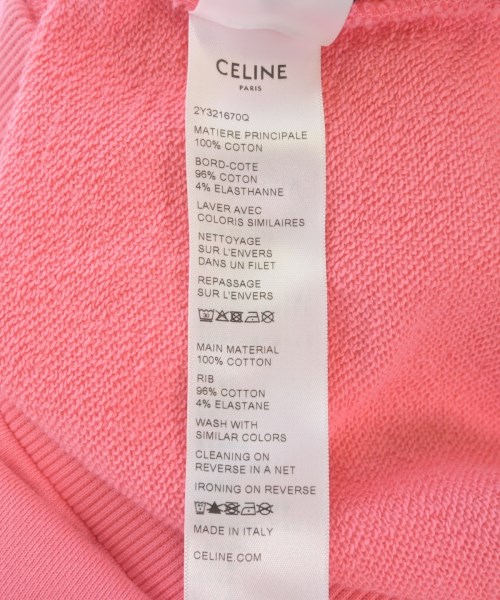 CELINE
PARIS
2Y321670Q
MATIERE PRINCIPALE
100% COTON
BORD-COTE
96% COTON
4% ELASTHANNE
LAVER AVEC
COLORIS SIMILAIRES
NETTOYAGE
SUR L'ENVERS
DANS UN FILET
REPASSAGE
SUR L'ENVERS
MAIN MATERIAL
100% COTTON
RIB
96% COTTON
4% ELASTANE
WASH WITH
SIMILAR COLORS
CLEANING ON
REVERSE IN A NET
IRONING ON REVERSE
MADE IN ITALY
CELINE.COM